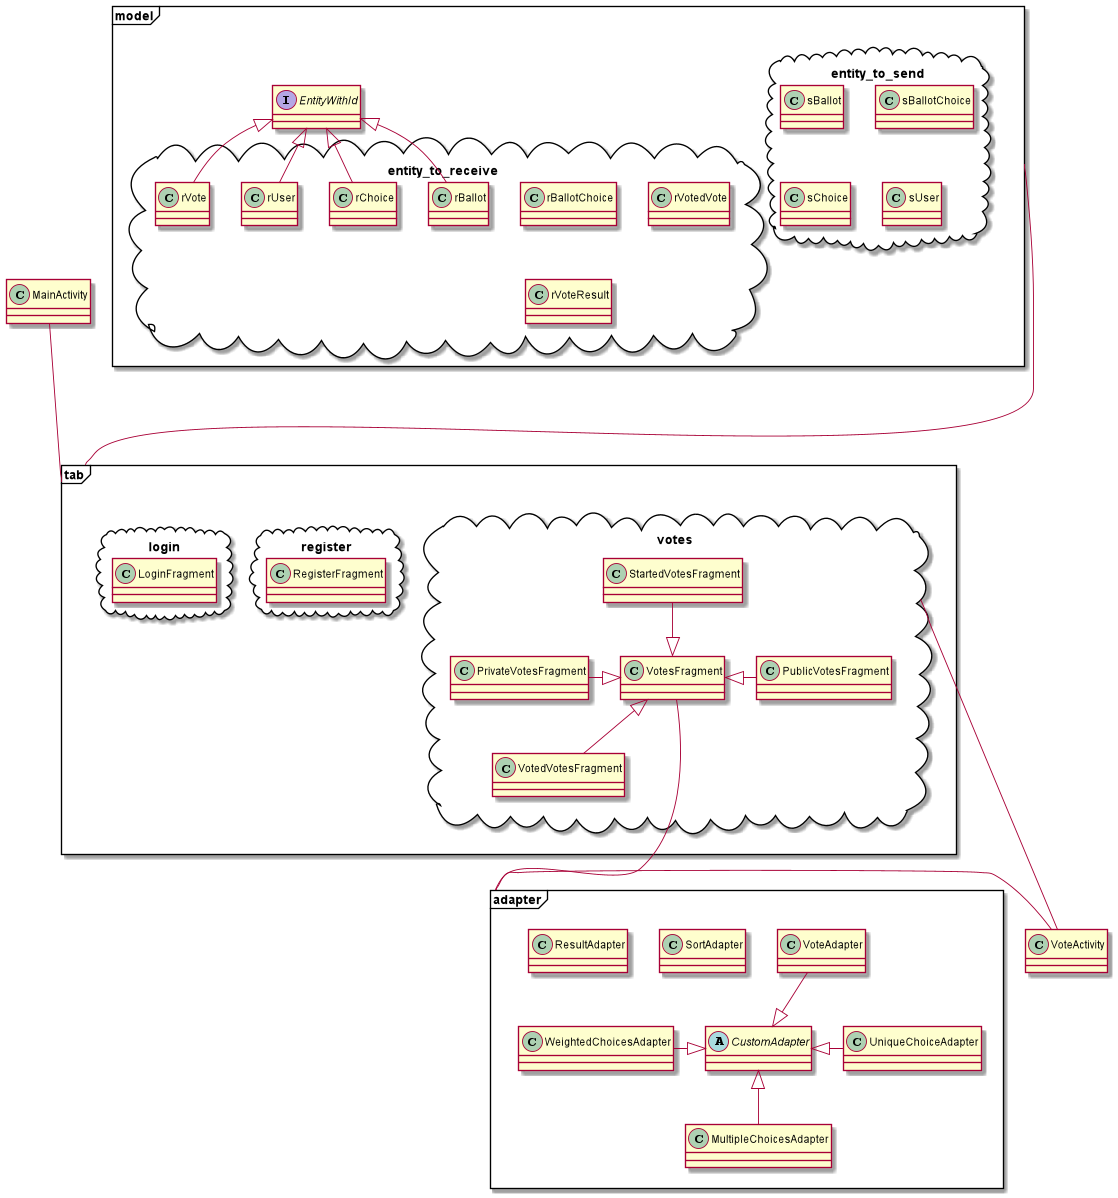 model
entity_to_send
C sBallot
C sBallotChoice
I EntityWithId
entity_to_receive
C rVote
C rUser
C rChoice
C rBallot
C rBallotChoice
C rVotedVote
C sChoice
C sUser
C MainActivity
C rVoteResult
tab
login
C LoginFragment
register
C RegisterFragment
votes
C StartedVotesFragment
C PrivateVotesFragment
C VotesFragment
C PublicVotesFragment
C VotedVotesFragment
adapter
C ResultAdapter
C SortAdapter
C VoteAdapter
C VoteActivity
C WeightedChoicesAdapter
A CustomAdapter
C UniqueChoiceAdapter
C MultipleChoicesAdapter